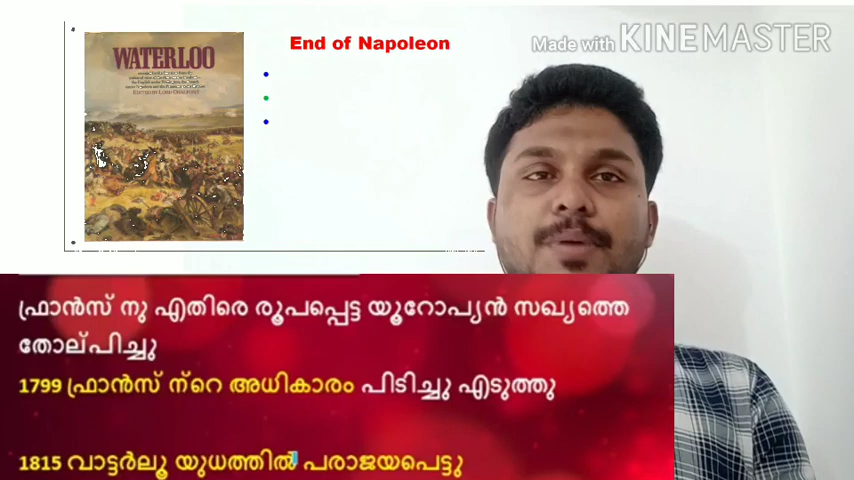 WATERLOO
End of Napoleon
Made with KINEMASTER
ഫ്രാൻസ് നു എതിരെ രൂപപ്പെട്ട യൂറോപ്യൻ സഖ്യത്തെ
തോല്പിച്ചു
1799 ഫ്രാൻസ് ന്റെ അധികാരം പിടിച്ചു എടുത്തു
1815 വാട്ടർലൂ യുധത്തിൽ പരാജയപെട്ടു